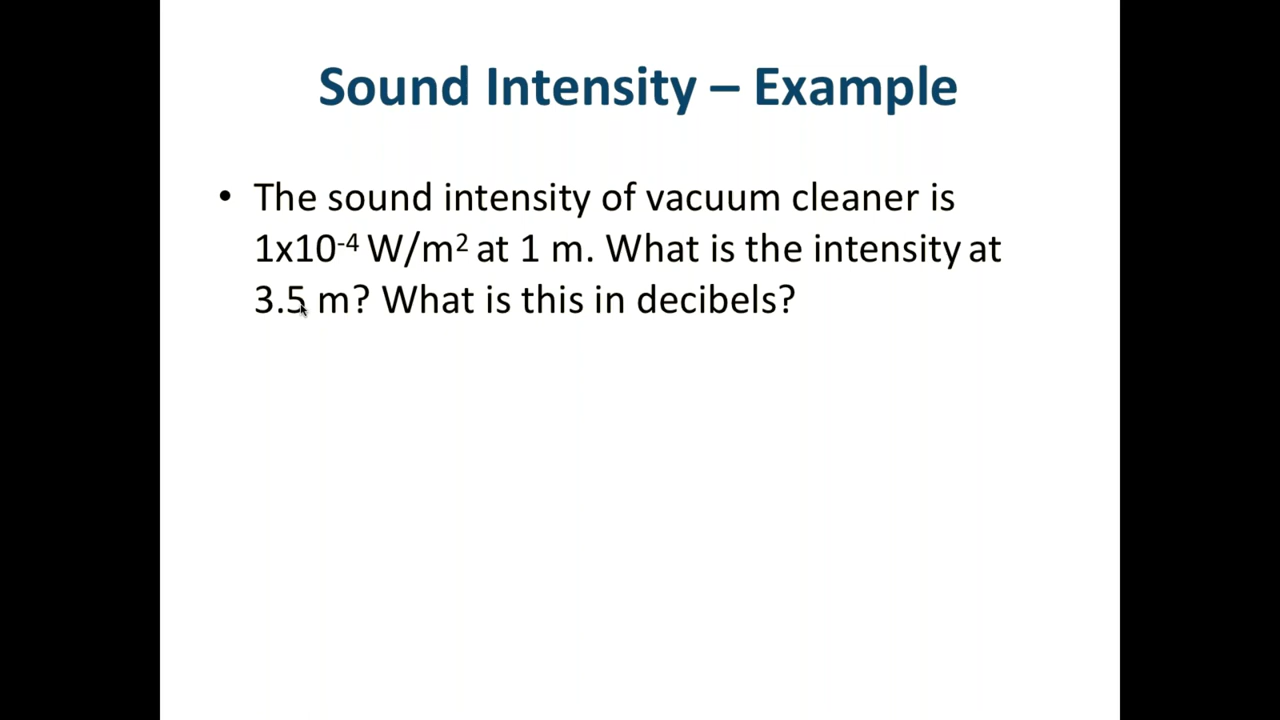 Sound Intensity – Example
• The sound intensity of vacuum cleaner is
1x10⁻⁴ W/m² at 1 m. What is the intensity at
3.5 m? What is this in decibels?